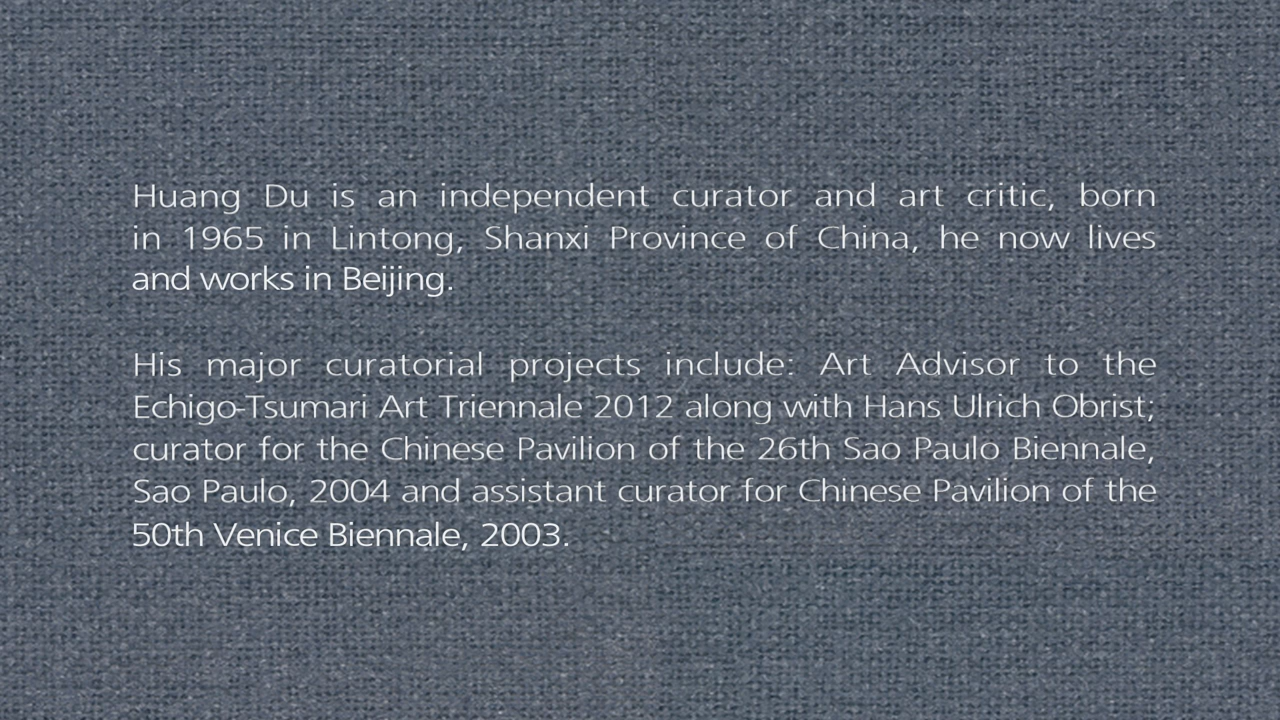 Huang Du is an independent curator and art critic, born
in 1965 in Lintong, Shanxi Province of China, he now lives
and works in Beijing.
His major curatorial projects include: Art Advisor to the
Echigo-Tsumari Art Triennale 2012 along with Hans Ulrich Obrist;
curator for the Chinese Pavilion of the 26th Sao Paulo Biennale,
Sao Paulo, 2004 and assistant curator for Chinese Pavilion of the
50th Venice Biennale, 2003.